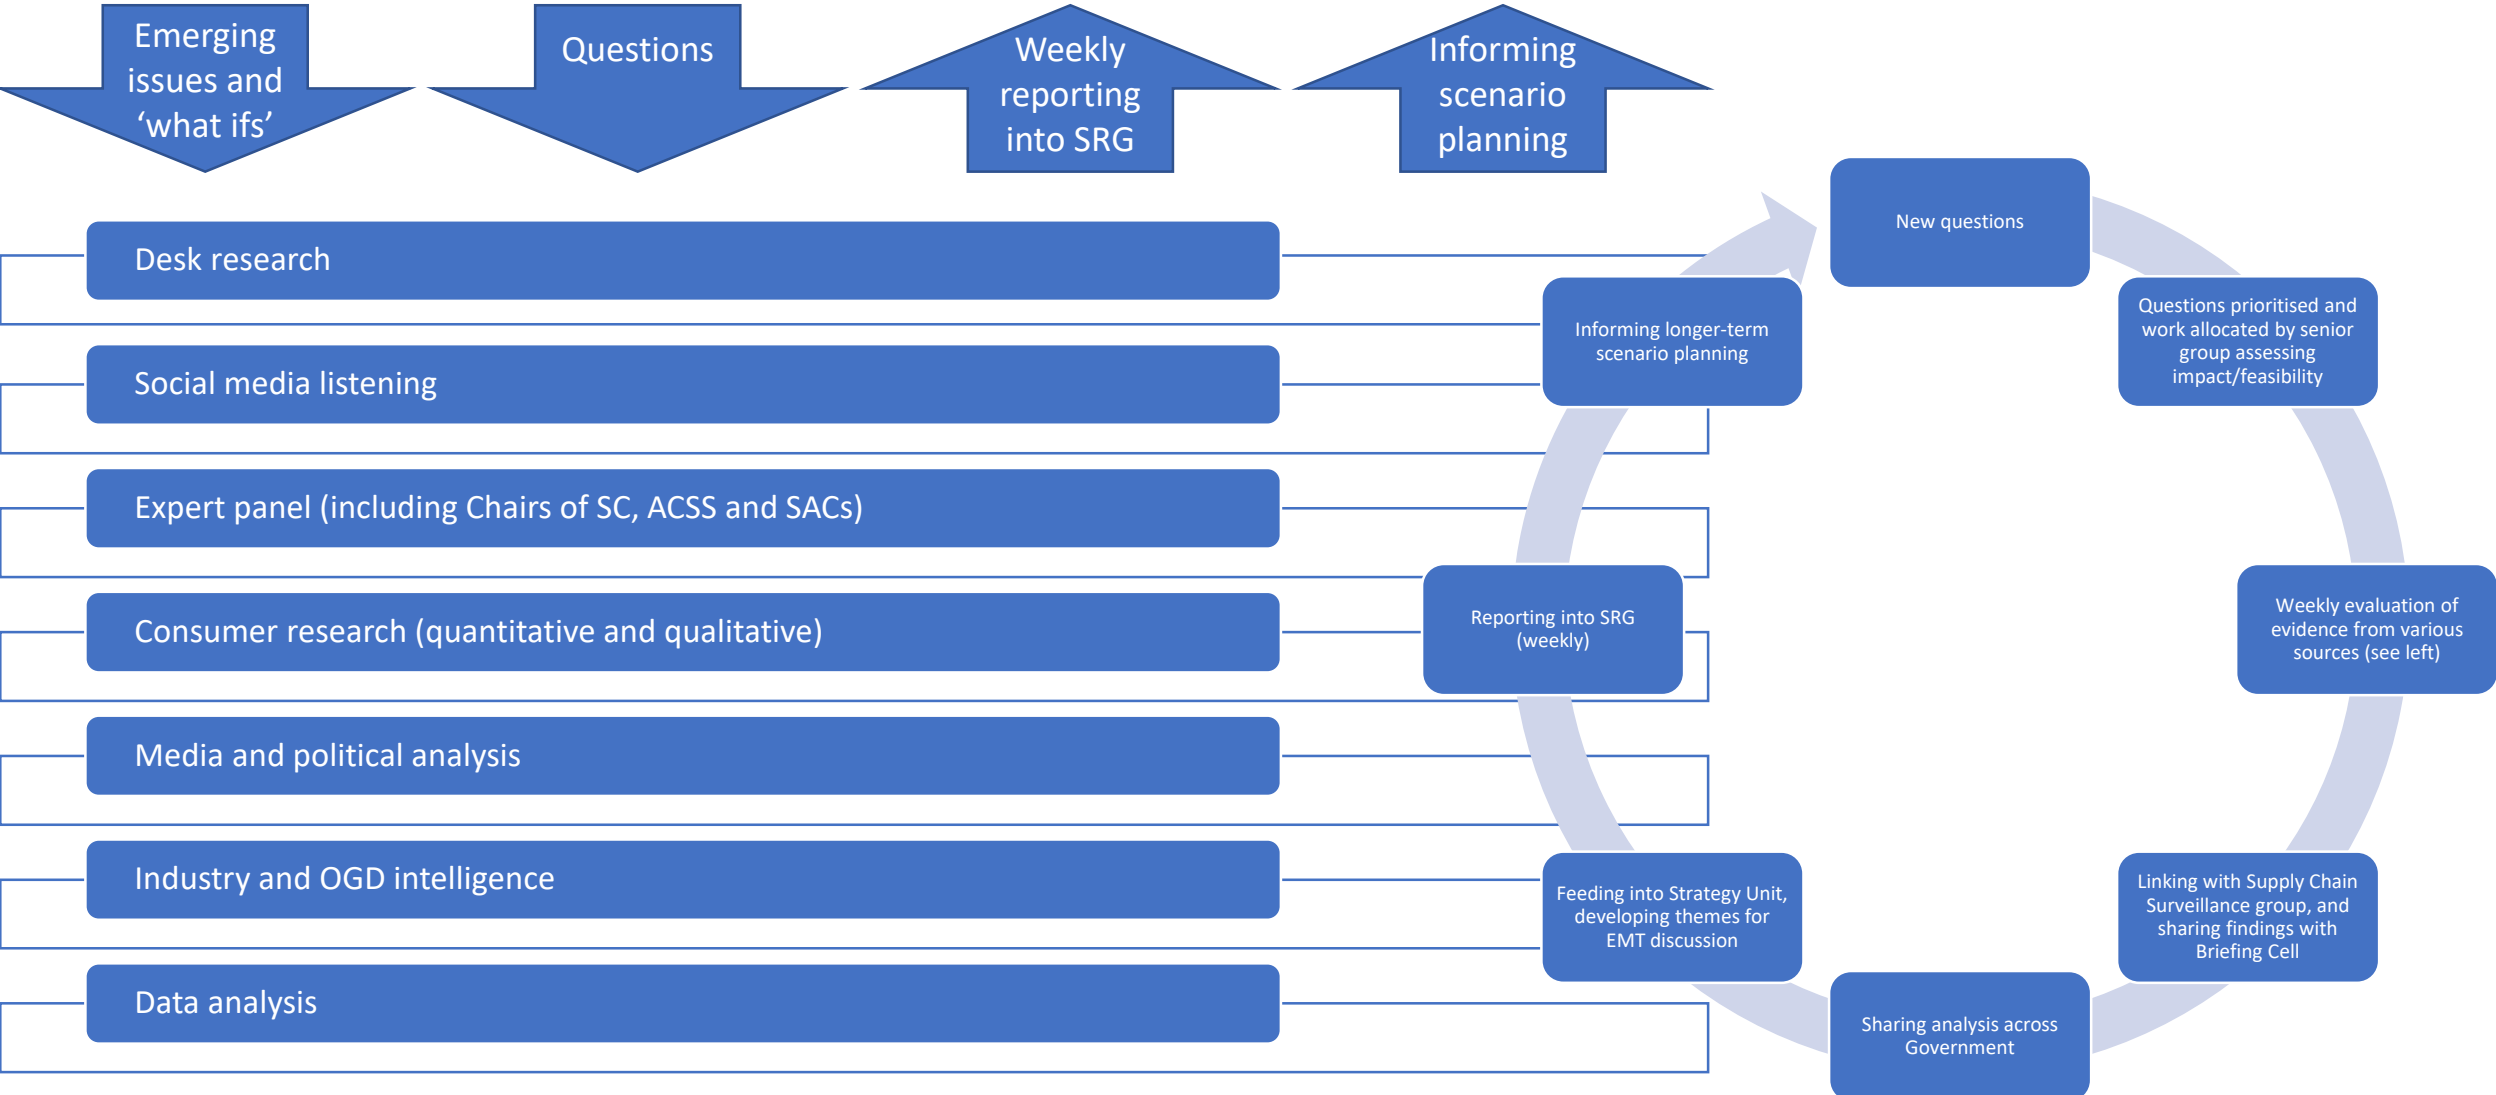 Emerging
issues and
‘what ifs’
Questions
Weekly
reporting
into SRG
Informing
scenario
planning
Desk research
Social media listening
Expert panel (including Chairs of SC, ACSS and SACs)
Consumer research (quantitative and qualitative)
Media and political analysis
Industry and OGD intelligence
Data analysis
New questions
Questions prioritised and
work allocated by senior
group assessing
impact/feasibility
Weekly evaluation of
evidence from various
sources (see left)
Linking with Supply Chain
Surveillance group, and
sharing findings with
Briefing Cell
Sharing analysis across
Government
Feeding into Strategy Unit,
developing themes for
EMT discussion
Reporting into SRG
(weekly)
Informing longer-term
scenario planning